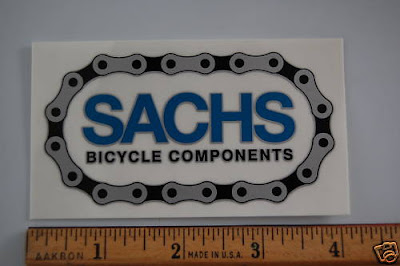 SACHS
BICYCLE COMPONENTS
1 2 3 4
AAKRON MADE IN U.S.A.